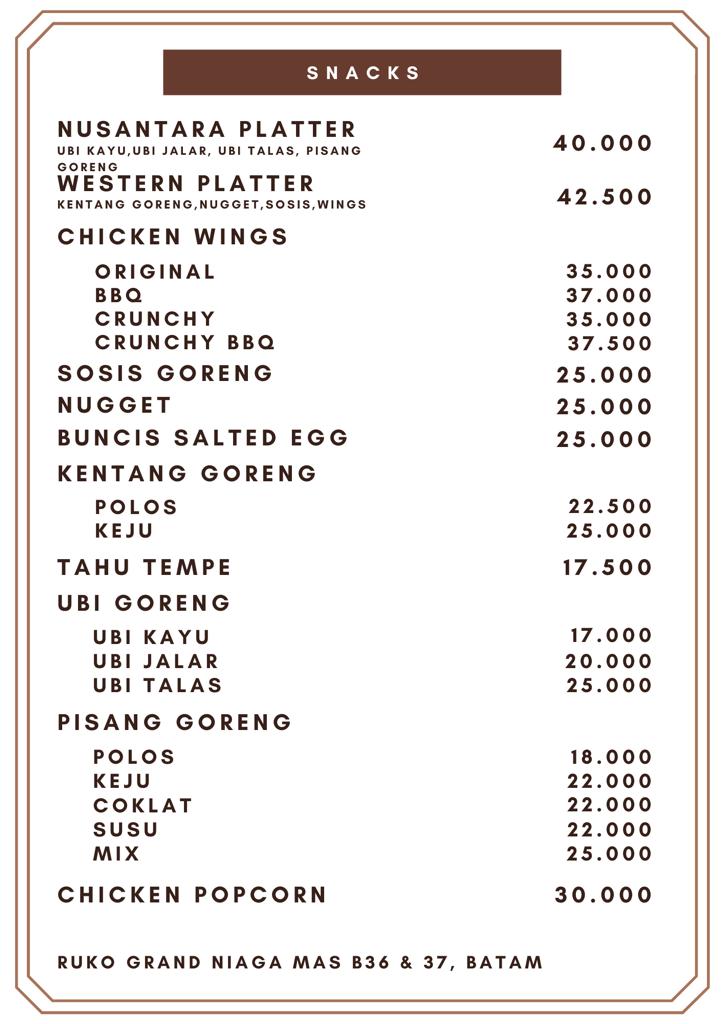 SNACKS
NUSANTARA PLATTER
UBI KAYU,UBI JALAR, UBI TALAS, PISANG
GORENG
40.000
WESTERN PLATTER
KENTANG GORENG,NUGGET,SOSIS,WINGS
42.500
CHICKEN WINGS
ORIGINAL 35.000
BBQ 37.000
CRUNCHY 35.000
CRUNCHY BBQ 37.500
SOSIS GORENG 25.000
NUGGET 25.000
BUNCIS SALTED EGG 25.000
KENTANG GORENG
POLOS 22.500
KEJU 25.000
TAHU TEMPE 17.500
UBI GORENG
UBI KAYU 17.000
UBI JALAR 20.000
UBI TALAS 25.000
PISANG GORENG
POLOS 18.000
KEJU 22.000
COKLAT 22.000
SUSU 22.000
MIX 25.000
CHICKEN POPCORN 30.000
RUKO GRAND NIAGA MAS B36 & 37, BATAM